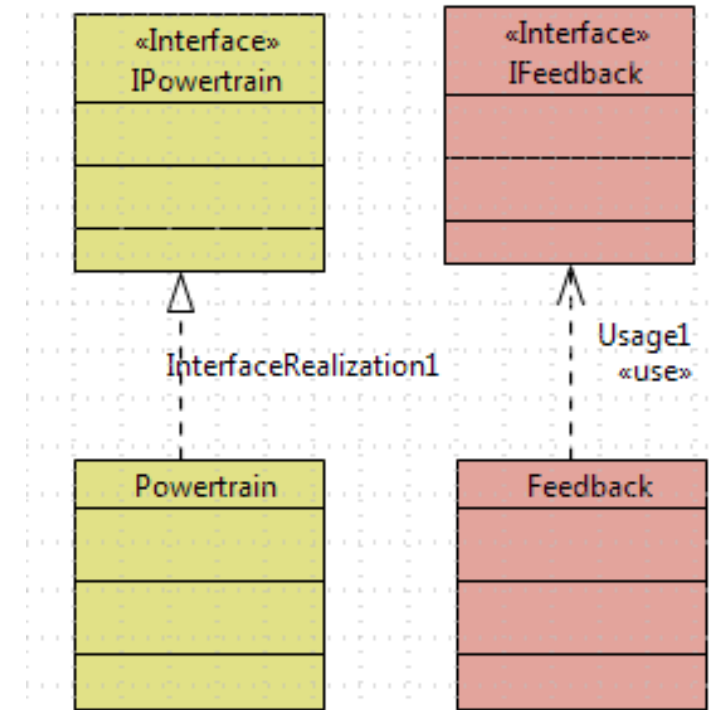 «Interface»
IPowertrain
«Interface»
IFeedback
InterfaceRealization1
Usage1
«use»
Powertrain
Feedback